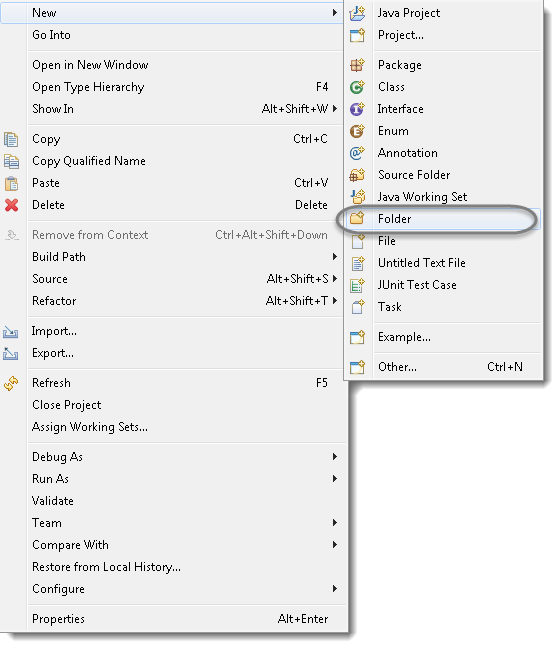 New
Go Into
Open in New Window
Open Type Hierarchy F4
Show In Alt+Shift+W
Copy Ctrl+C
Copy Qualified Name
Paste Ctrl+V
Delete Delete
Remove from Context Ctrl+Alt+Shift+Down
Build Path
Source Alt+Shift+S
Refactor Alt+Shift+T
Import...
Export...
Refresh F5
Close Project
Assign Working Sets...
Debug As
Run As
Validate
Team
Compare With
Restore from Local History...
Configure
Properties Alt+Enter
Java Project
Project...
Package
Class
Interface
Enum
Annotation
Source Folder
Java Working Set
Folder
File
Untitled Text File
JUnit Test Case
Task
Example...
Other... Ctrl+N